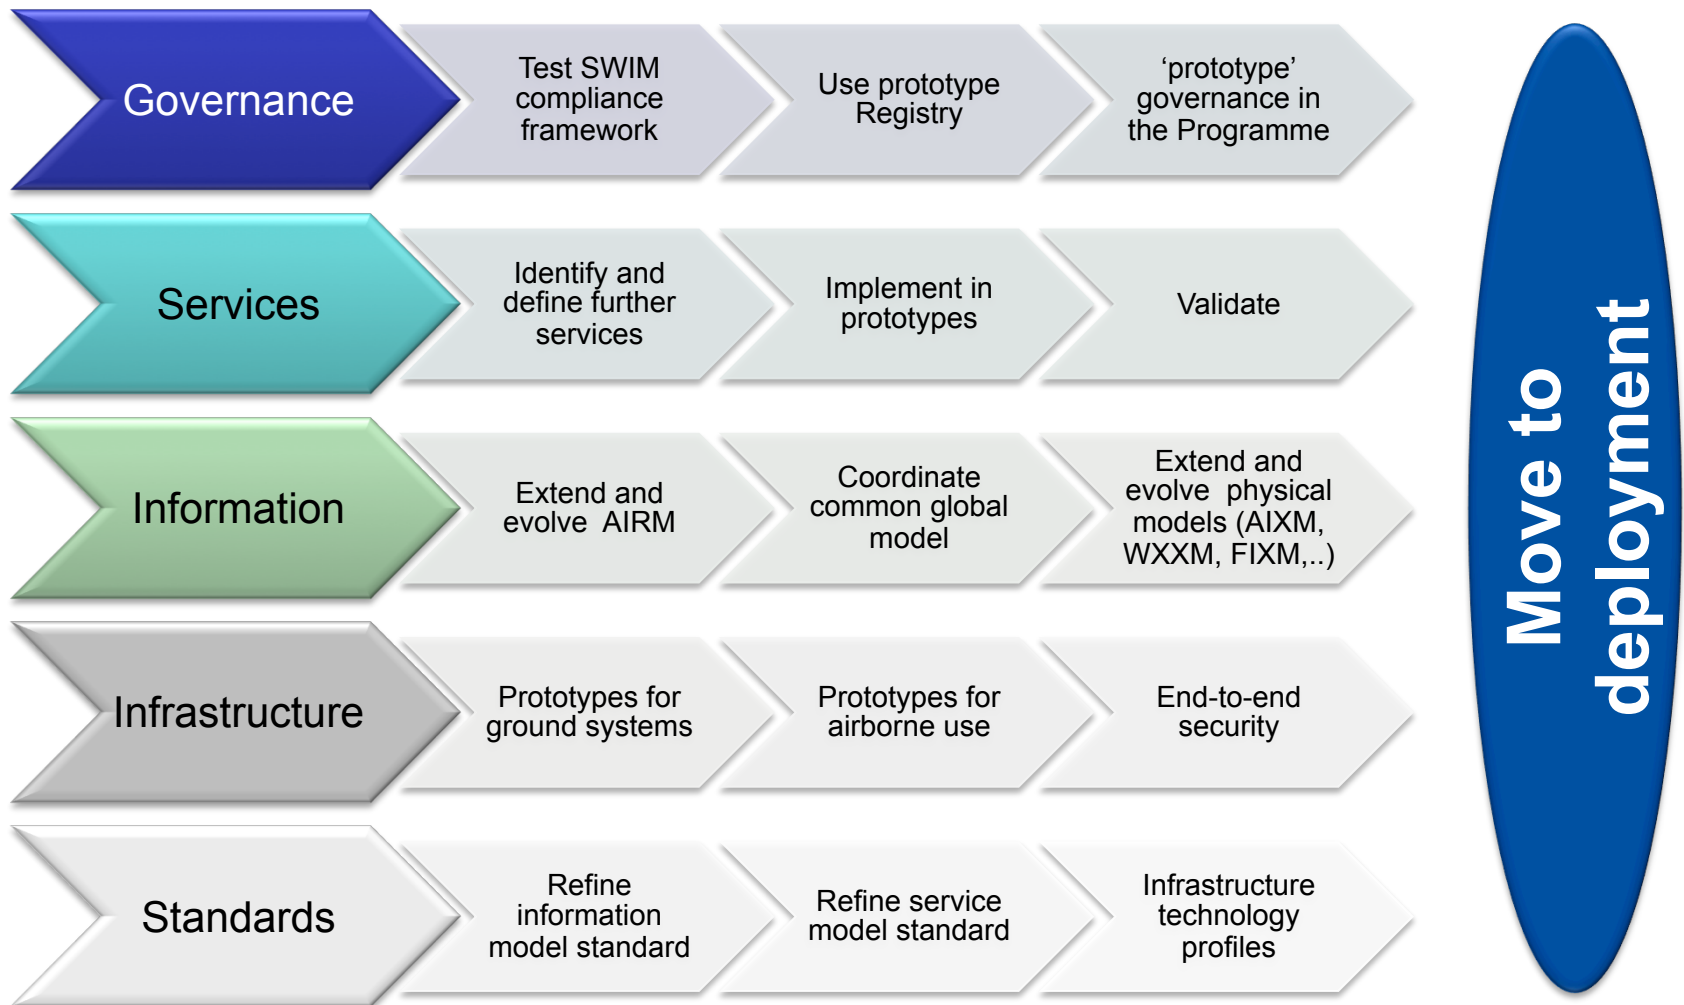 Governance
Test SWIM
compliance
framework
Use prototype
Registry
‘prototype’
governance in
the Programme
Services
Identify and
define further
services
Implement in
prototypes
Validate
Information
Extend and
evolve  AIRM
Coordinate
common global
model
Extend and
evolve  physical
models (AIXM,
WXXM, FIXM,..)
Infrastructure
Prototypes for
ground systems
Prototypes for
airborne use
End-to-end
security
Standards
Refine
information
model standard
Refine service
model standard
Infrastructure
technology
profiles
Move to
deployment